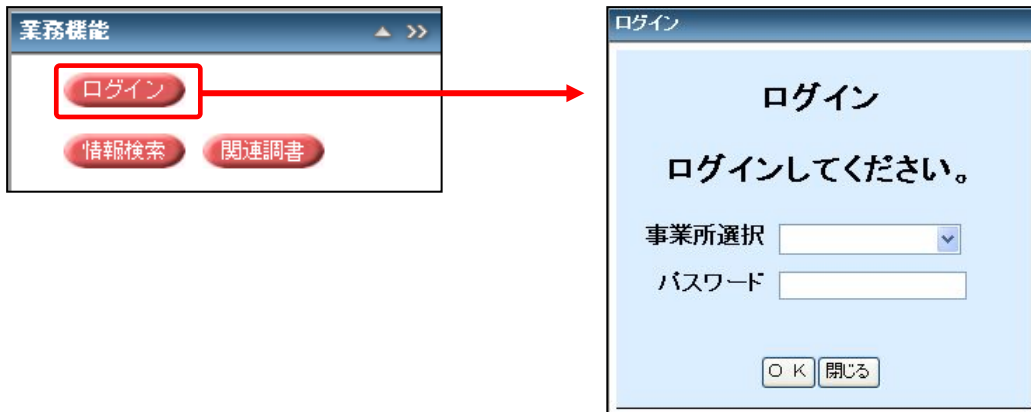 業務機能
ログイン
情報検索 関連調書
ログイン
ログイン
ログインしてください。
事業所選択
パスワード
ＯＫ 閉じる